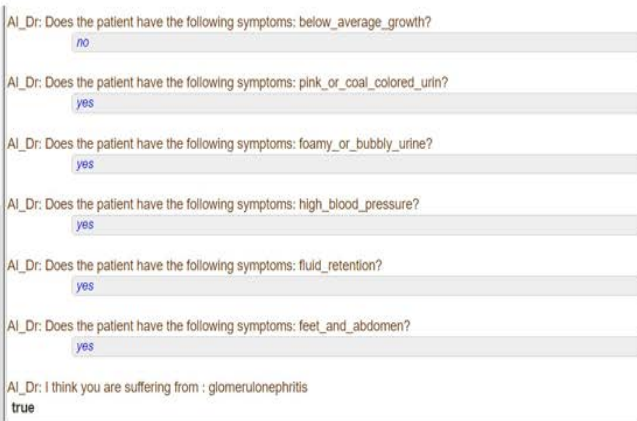 AI_Dr: Does the patient have the following symptoms: below_average_growth?
no
AI_Dr: Does the patient have the following symptoms: pink_or_coal_colored_urin?
yes
AI_Dr: Does the patient have the following symptoms: foamy_or_bubbly_urine?
yes
AI_Dr: Does the patient have the following symptoms: high_blood_pressure?
yes
AI_Dr: Does the patient have the following symptoms: fluid_retention?
yes
AI_Dr: Does the patient have the following symptoms: feet_and_abdomen?
yes
AI_Dr: I think you are suffering from : glomerulonephritis
true